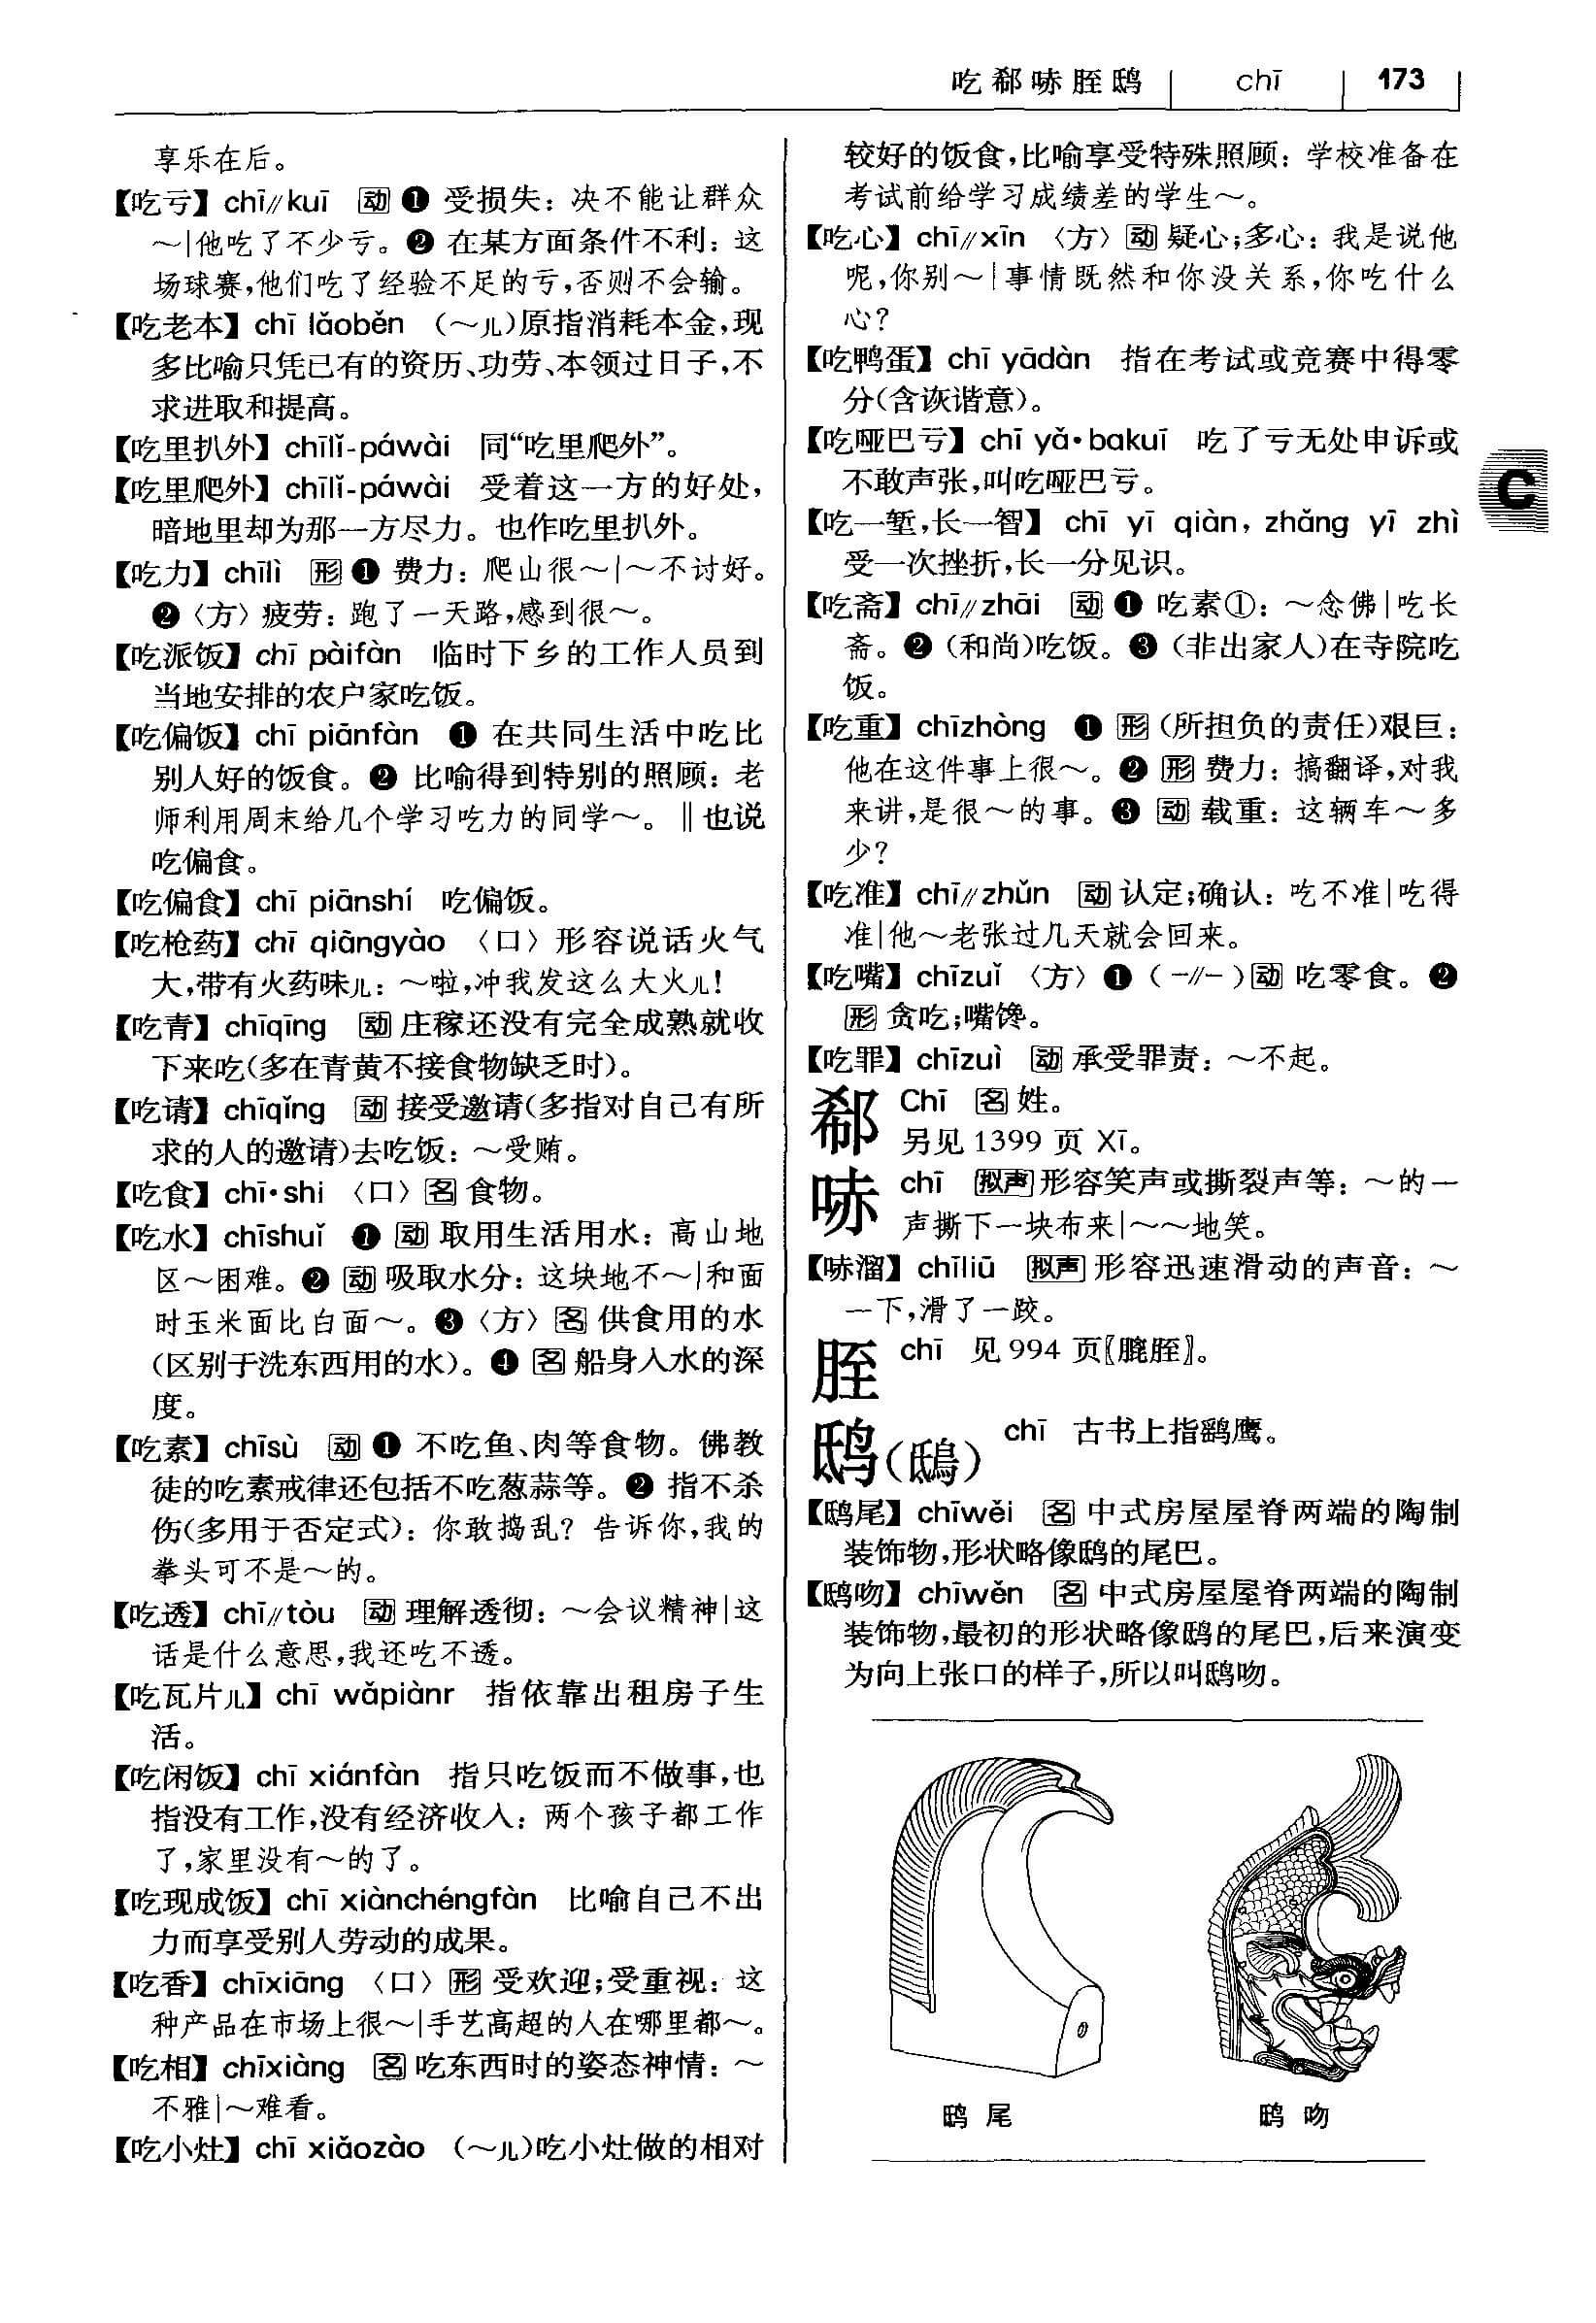 吃郗哧胵鸱 chī 173
享乐在后。
【吃亏】 chī∥kuī 动 ❶ 受损失：决不能让群众
～|他吃了不少亏。❷ 在某方面条件不利：这
场球赛,他们吃了经验不足的亏,否则不会输。
【吃老本】 chī lǎoběn （～儿)原指消耗本金,现
多比喻只凭已有的资历、功劳、本领过日子,不
求进取和提高。
【吃里扒外】 chīlǐ-páwài 同“吃里爬外”。
【吃里爬外】 chīlǐ-páwài 受着这一方的好处,
暗地里却为那一方尽力。也作吃里扒外。
【吃力】 chīlì 形 ❶ 费力：爬山很～|～不讨好。
❷〈方〉疲劳：跑了一天路,感到很～。
【吃派饭】 chī pàifàn 临时下乡的工作人员到
当地安排的农户家吃饭。
【吃偏饭】 chī piānfàn ❶ 在共同生活中吃比
别人好的饭食。❷ 比喻得到特别的照顾：老
师利用周末给几个学习吃力的同学～。‖也说
吃偏食。
【吃偏食】 chī piānshí 吃偏饭。
【吃枪药】 chī qiāngyào 〈口〉形容说话火气
大,带有火药味儿：～啦,冲我发这么大火儿!
【吃青】 chīqīng 动 庄稼还没有完全成熟就收
下来吃(多在青黄不接食物缺乏时)。
【吃请】 chīqǐng 动 接受邀请(多指对自己有所
求的人的邀请)去吃饭：～受贿。
【吃食】 chī·shi 〈口〉名 食物。
【吃水】 chīshuǐ ❶ 动 取用生活用水：高山地
区～困难。❷ 动 吸取水分：这块地不～|和面
时玉米面比白面～。❸〈方〉名 供食用的水
(区别于洗东西用的水)。❹ 名 船身入水的深
度。
【吃素】 chīsù 动 ❶ 不吃鱼、肉等食物。佛教
徒的吃素戒律还包括不吃葱蒜等。❷ 指不杀
伤(多用于否定式)：你敢捣乱? 告诉你,我的
拳头可不是～的。
【吃透】 chī∥tòu 动 理解透彻：～会议精神|这
话是什么意思,我还吃不透。
【吃瓦片儿】 chī wǎpiànr 指依靠出租房子生
活。
【吃闲饭】 chī xiánfàn 指只吃饭而不做事,也
指没有工作,没有经济收入：两个孩子都工作
了,家里没有～的了。
【吃现成饭】 chī xiànchéngfàn 比喻自己不出
力而享受别人劳动的成果。
【吃香】 chīxiāng 〈口〉形 受欢迎;受重视：这
种产品在市场上很～|手艺高超的人在哪里都～。
【吃相】 chīxiàng 名 吃东西时的姿态神情：～
不雅|～难看。
【吃小灶】 chī xiǎozào （～儿)吃小灶做的相对
较好的饭食,比喻享受特殊照顾：学校准备在
考试前给学习成绩差的学生～。
【吃心】 chī∥xīn 〈方〉动 疑心;多心：我是说他
呢,你别～|事情既然和你没关系,你吃什么
心?
【吃鸭蛋】 chī yādàn 指在考试或竞赛中得零
分(含诙谐意)。
【吃哑巴亏】 chī yǎ·bakuī 吃了亏无处申诉或
不敢声张,叫吃哑巴亏。
【吃一堑,长一智】 chī yī qiàn, zhǎng yī zhì
受一次挫折,长一分见识。
【吃斋】 chī∥zhāi 动 ❶ 吃素①：～念佛|吃长
斋。❷ (和尚)吃饭。❸ (非出家人)在寺院吃
饭。
【吃重】 chīzhòng ❶ 形 (所担负的责任)艰巨：
他在这件事上很～。❷ 形 费力：搞翻译,对我
来讲,是很～的事。❸ 动 载重：这辆车～多
少?
【吃准】 chī∥zhǔn 动 认定;确认：吃不准|吃得
准|他～老张过几天就会回来。
【吃嘴】 chīzuǐ 〈方〉❶ (-∥-)动 吃零食。❷
形 贪吃;嘴馋。
【吃罪】 chīzuì 动 承受罪责：～不起。
郗 Chī 名 姓。
另见 1399 页 Xī。
哧 chī 拟声 形容笑声或撕裂声等：～的一
声撕下一块布来|～～地笑。
【哧溜】 chīliū 拟声 形容迅速滑动的声音：～
一下,滑了一跤。
胵 chī 见 994 页〖膍胵〗。
鸱(鴟) chī 古书上指鹞鹰。
【鸱尾】 chīwěi 名 中式房屋屋脊两端的陶制
装饰物,形状略像鸱的尾巴。
【鸱吻】 chīwěn 名 中式房屋屋脊两端的陶制
装饰物,最初的形状略像鸱的尾巴,后来演变
为向上张口的样子,所以叫鸱吻。
鸱尾 鸱吻
C